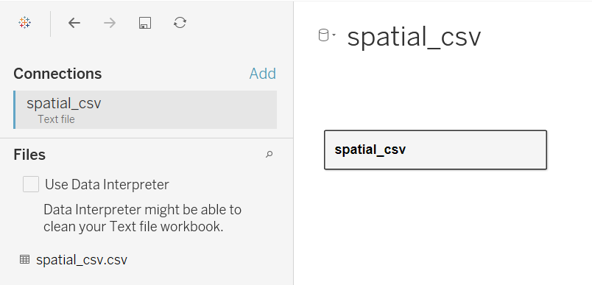 spatial_csv
Connections
Add
spatial_csv
Text file
spatial_csv
Files
Use Data Interpreter
Data Interpreter might be able to
clean your Text file workbook.
spatial_csv.csv